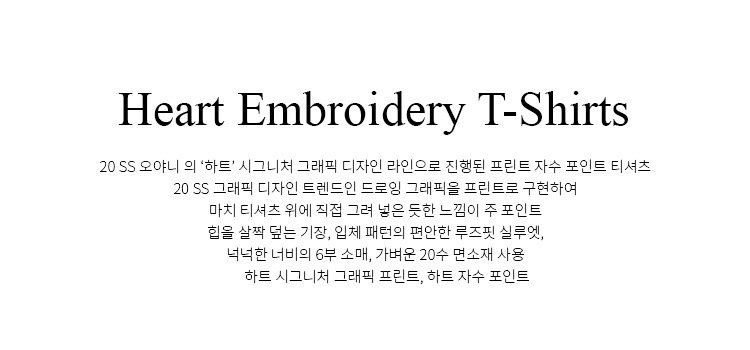 Heart Embroidery T-Shirts
20 SS 오야니 의 ‘하트’ 시그니처 그래픽 디자인 라인으로 진행된 프린트 자수 포인트 티셔츠
20 SS 그래픽 디자인 트렌드인 드로잉 그래픽을 프린트로 구현하여
마치 티셔츠 위에 직접 그려 넣은 듯한 느낌이 주 포인트
힙을 살짝 덮는 기장, 입체 패턴의 편안한 루즈핏 실루엣,
넉넉한 너비의 6부 소매, 가벼운 20수 면소재 사용
하트 시그니처 그래픽 프린트, 하트 자수 포인트